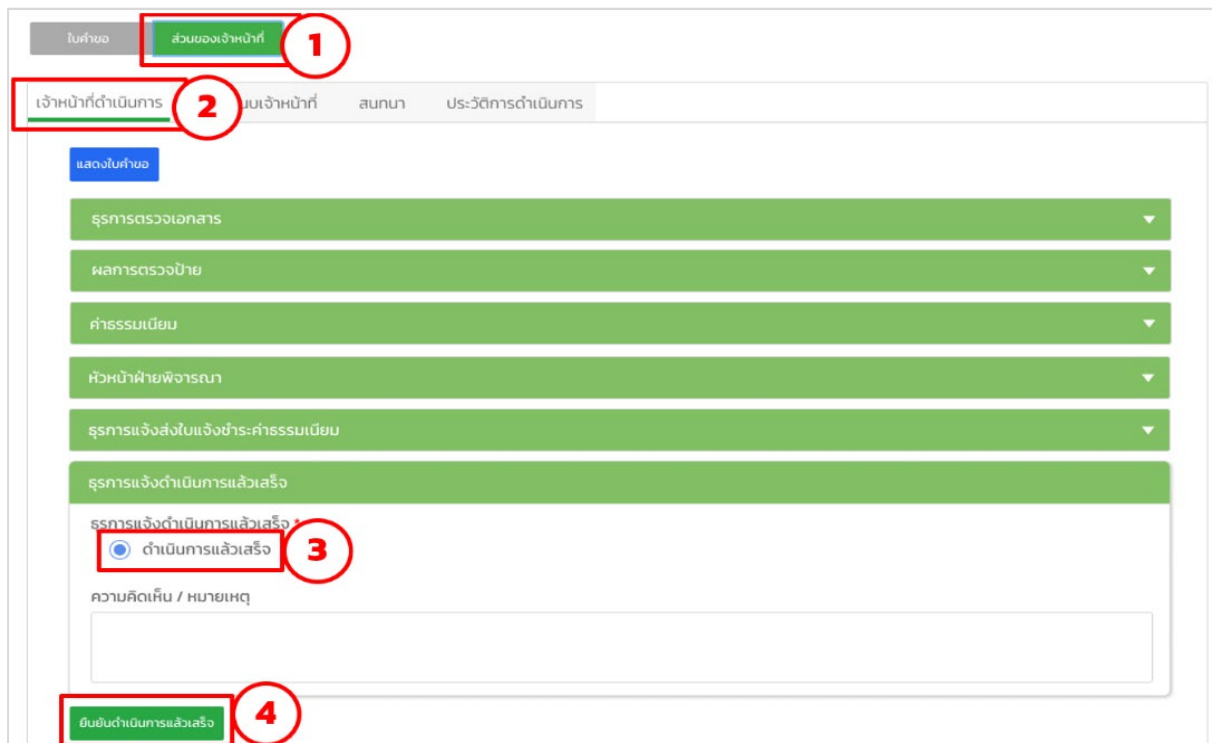 ใบคำขอ ส่วนของเจ้าหน้าที่ 1
เจ้าหน้าที่ดำเนินการ 2 เจ้าหน้าที่ สนทนา ประวัติการดำเนินการ
แสดงใบคำขอ
ธุรการตรวจเอกสาร
ผลการตรวจป้าย
ค่าธรรมเนียม
หัวหน้าฝ่ายพิจารณา
ธุรการแจ้งส่งใบแจ้งชำระค่าธรรมเนียม
ธุรการแจ้งดำเนินการแล้วเสร็จ
ธุรการแจ้งดำเนินการแล้วเสร็จ *
ดำเนินการแล้วเสร็จ 3
ความคิดเห็น / หมายเหตุ
ยืนยันดำเนินการแล้วเสร็จ 4